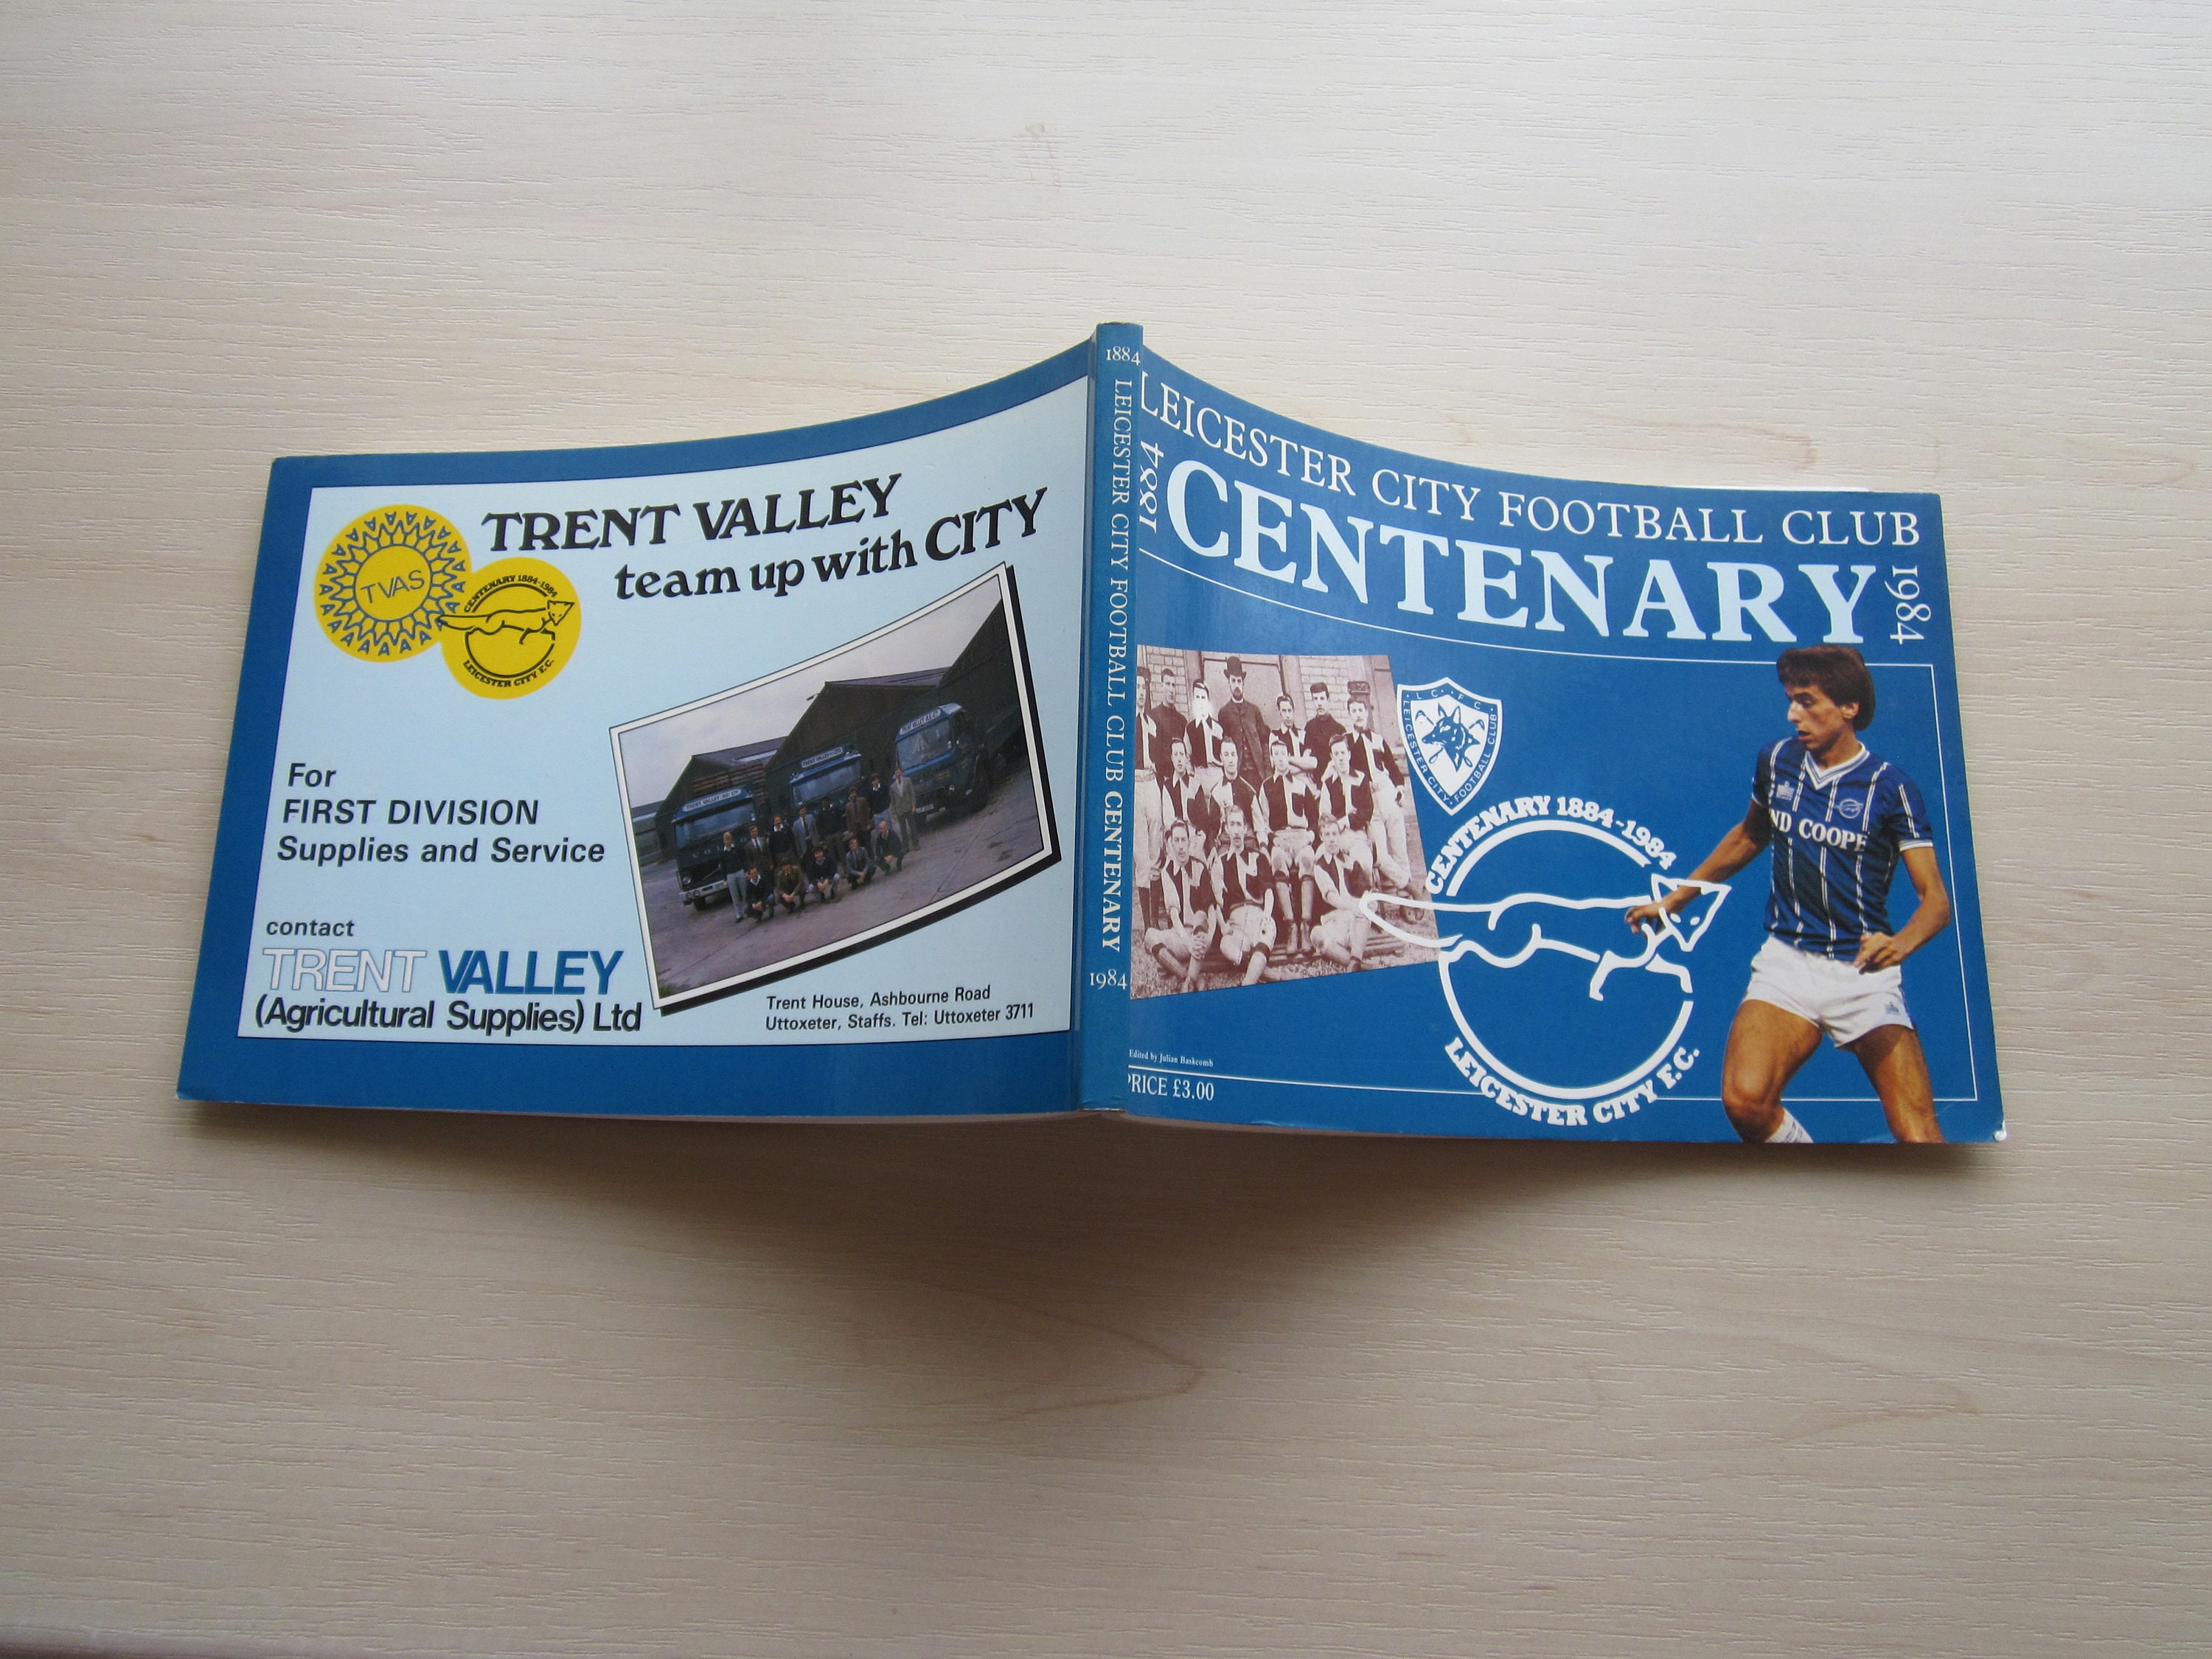 TRENT VALLEY
team up with CITY
TVAS
CENTENARY 1884-1984
LEICESTER CITY F.C.
For
FIRST DIVISION
Supplies and Service
contact
TRENT VALLEY
(Agricultural Supplies) Ltd
Trent House, Ashbourne Road
Uttoxeter, Staffs. Tel: Uttoxeter 3711
1884
LEICESTER CITY FOOTBALL CLUB CENTENARY
1984
LEICESTER CITY FOOTBALL CLUB
1884
CENTENARY
1984
LCFC
LEICESTER CITY FOOTBALL CLUB
CENTENARY 1884-1984
LEICESTER CITY F.C.
ND COOPE
Edited by Julian Baskcomb
PRICE £3.00